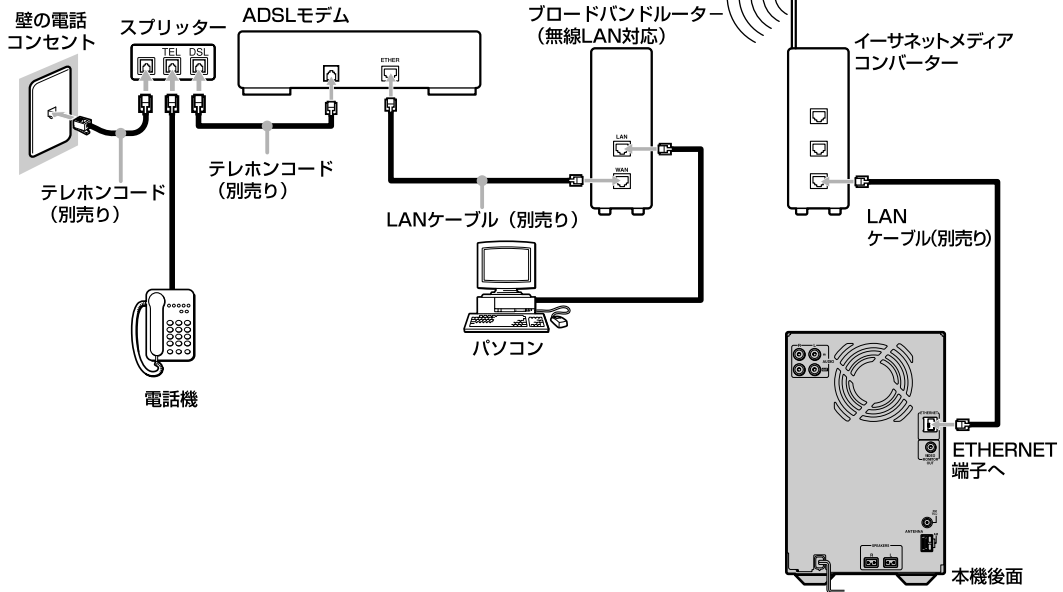 壁の電話
コンセント
スプリッター
TEL DSL
ADSLモデム
ETHER
ブロードバンドルーター
（無線LAN対応）
LAN
WAN
イーサネットメディア
コンバーター
テレホンコード
（別売り）
テレホンコード
（別売り）
LANケーブル（別売り）
LAN
ケーブル(別売り)
パソコン
電話機
R L
AUDIO
ETHERNET
VIDEO
MONITOR
OUT
ETHERNET
端子へ
ANTENNA
SPEAKERS
R L
本機後面